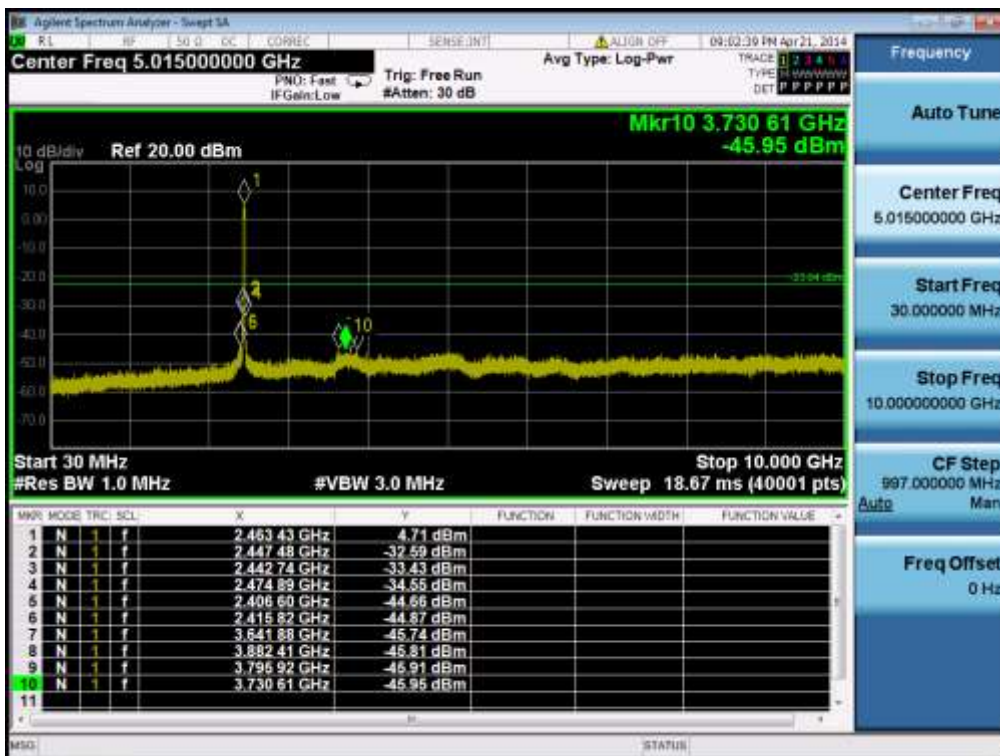 Agilent Spectrum Analyzer - Swept SA
RL RF 50 Ω DC CORREC SENSE:INT ALIGN OFF 09:02:39 PM Apr 21, 2014
Center Freq 5.015000000 GHz
PNO: Fast
IFGain:Low
Trig: Free Run
#Atten: 30 dB
Avg Type: Log-Pwr
TRACE 1 2 3 4 5 6
TYPE M WWWWW
DET P P P P P P
Mkr10 3.730 61 GHz
-45.95 dBm
10 dB/div Ref 20.00 dBm
Log
10.0
0.00
-10.0
-20.0
-30.0
-40.0
-50.0
-60.0
-70.0
1
6
10
Start 30 MHz
Stop 10.000 GHz
#Res BW 1.0 MHz #VBW 3.0 MHz Sweep 18.67 ms (40001 pts)
MKR MODE TRC SCL X Y FUNCTION FUNCTION WIDTH FUNCTION VALUE
1 N 1 f 2.463 43 GHz 4.71 dBm
2 N 1 f 2.447 48 GHz -32.59 dBm
3 N 1 f 2.442 74 GHz -33.43 dBm
4 N 1 f 2.474 89 GHz -34.55 dBm
5 N 1 f 2.406 60 GHz -44.66 dBm
6 N 1 f 2.415 82 GHz -44.87 dBm
7 N 1 f 3.641 88 GHz -45.74 dBm
8 N 1 f 3.882 41 GHz -45.81 dBm
9 N 1 f 3.795 92 GHz -45.91 dBm
10 N 1 f 3.730 61 GHz -45.95 dBm
11
MSG STATUS
Frequency
Auto Tune
Center Freq
5.015000000 GHz
Start Freq
30.000000 MHz
Stop Freq
10.000000000 GHz
CF Step
997.000000 MHz
Auto Man
Freq Offset
0 Hz